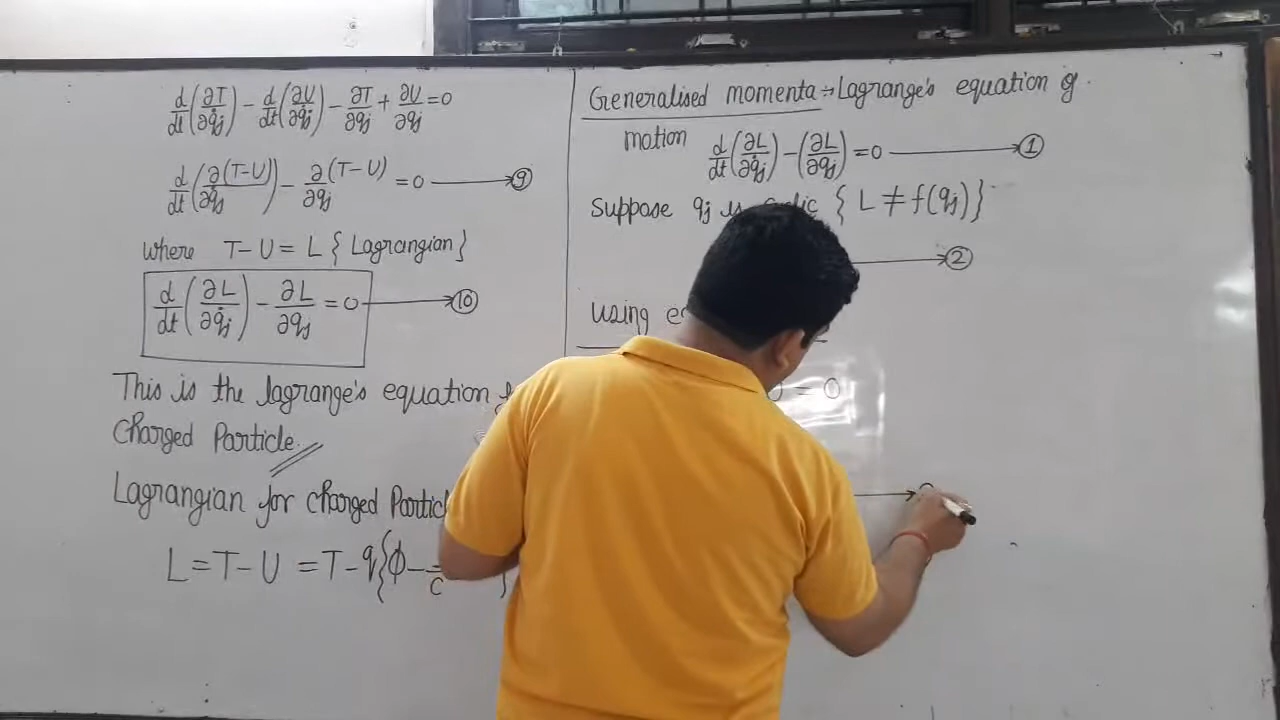 d/dt(∂T/∂q̇j) − d/dt(∂U/∂q̇j) − ∂T/∂qj + ∂U/∂qj = 0
d/dt(∂(T−U)/∂q̇j) − ∂/∂qj (T−U) = 0 → ⑨
where T−U = L { Lagrangian }
d/dt(∂L/∂q̇j) − ∂L/∂qj = 0 → ⑩
This is the lagrange's equation
charged Particle.
Lagrangian for charged
L = T−U = T−q{ϕ−
Generalised momenta → Lagrange's equation of
motion d/dt(∂L/∂q̇j) − (∂L/∂qj) = 0 → ①
Suppose qj is { L ≠ f(qj) }
→ ②
using
= 0